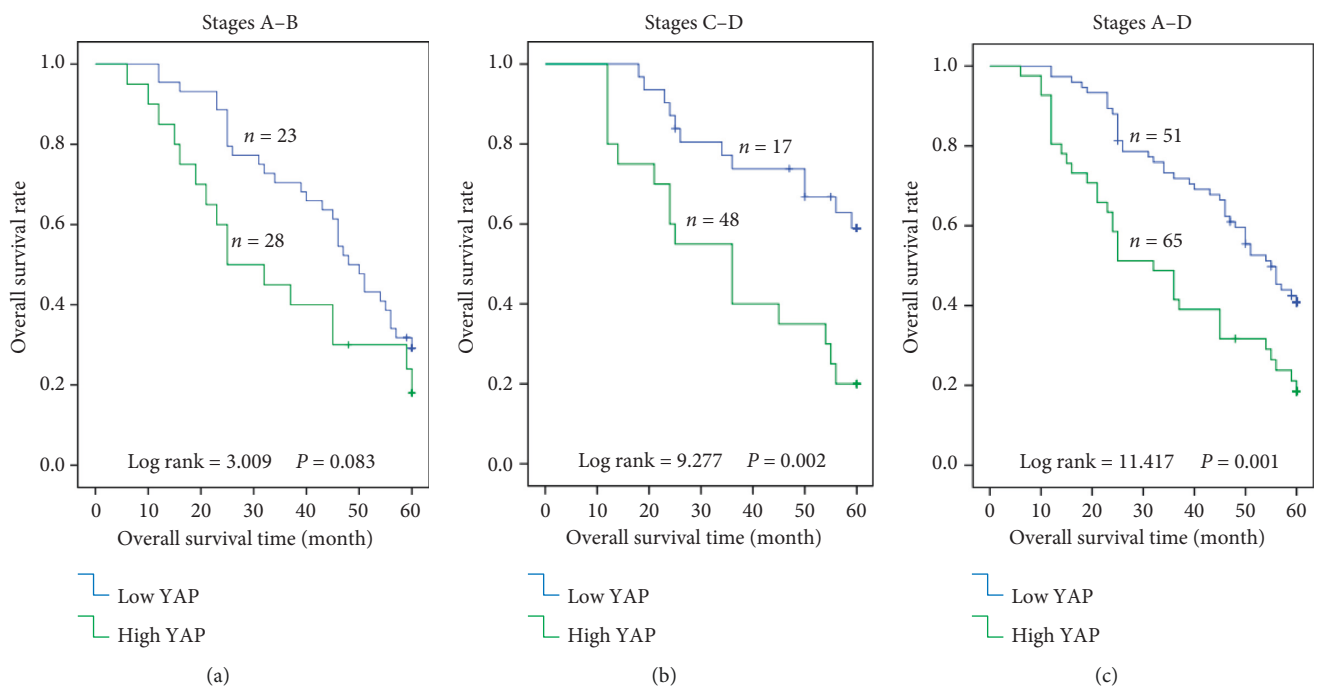 Stages A–B
Overall survival rate
1.0
0.8
0.6
0.4
0.2
0.0
n = 23
n = 28
Log rank = 3.009 P = 0.083
0 10 20 30 40 50 60
Overall survival time (month)
Low YAP
High YAP
(a)
Stages C–D
Overall survival rate
1.0
0.8
0.6
0.4
0.2
0.0
n = 17
n = 48
Log rank = 9.277 P = 0.002
0 10 20 30 40 50 60
Overall survival time (month)
Low YAP
High YAP
(b)
Stages A–D
Overall survival rate
1.0
0.8
0.6
0.4
0.2
0.0
n = 51
n = 65
Log rank = 11.417 P = 0.001
0 10 20 30 40 50 60
Overall survival time (month)
Low YAP
High YAP
(c)